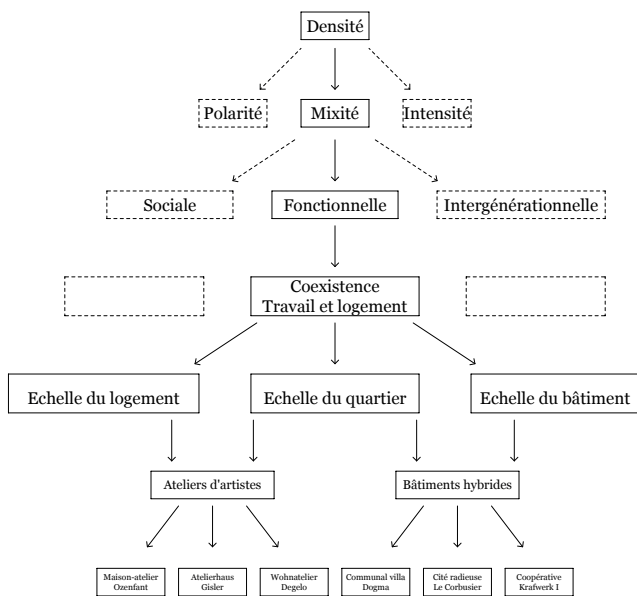 Densité
Polarité
Mixité
Intensité
Sociale
Fonctionnelle
Intergénérationnelle
Coexistence
Travail et logement
Echelle du logement
Echelle du quartier
Echelle du bâtiment
Ateliers d'artistes
Bâtiments hybrides
Maison-atelier
Ozenfant
Atelierhaus
Gisler
Wohnatelier
Degelo
Communal villa
Dogma
Cité radieuse
Le Corbusier
Coopérative
Krafwerk I